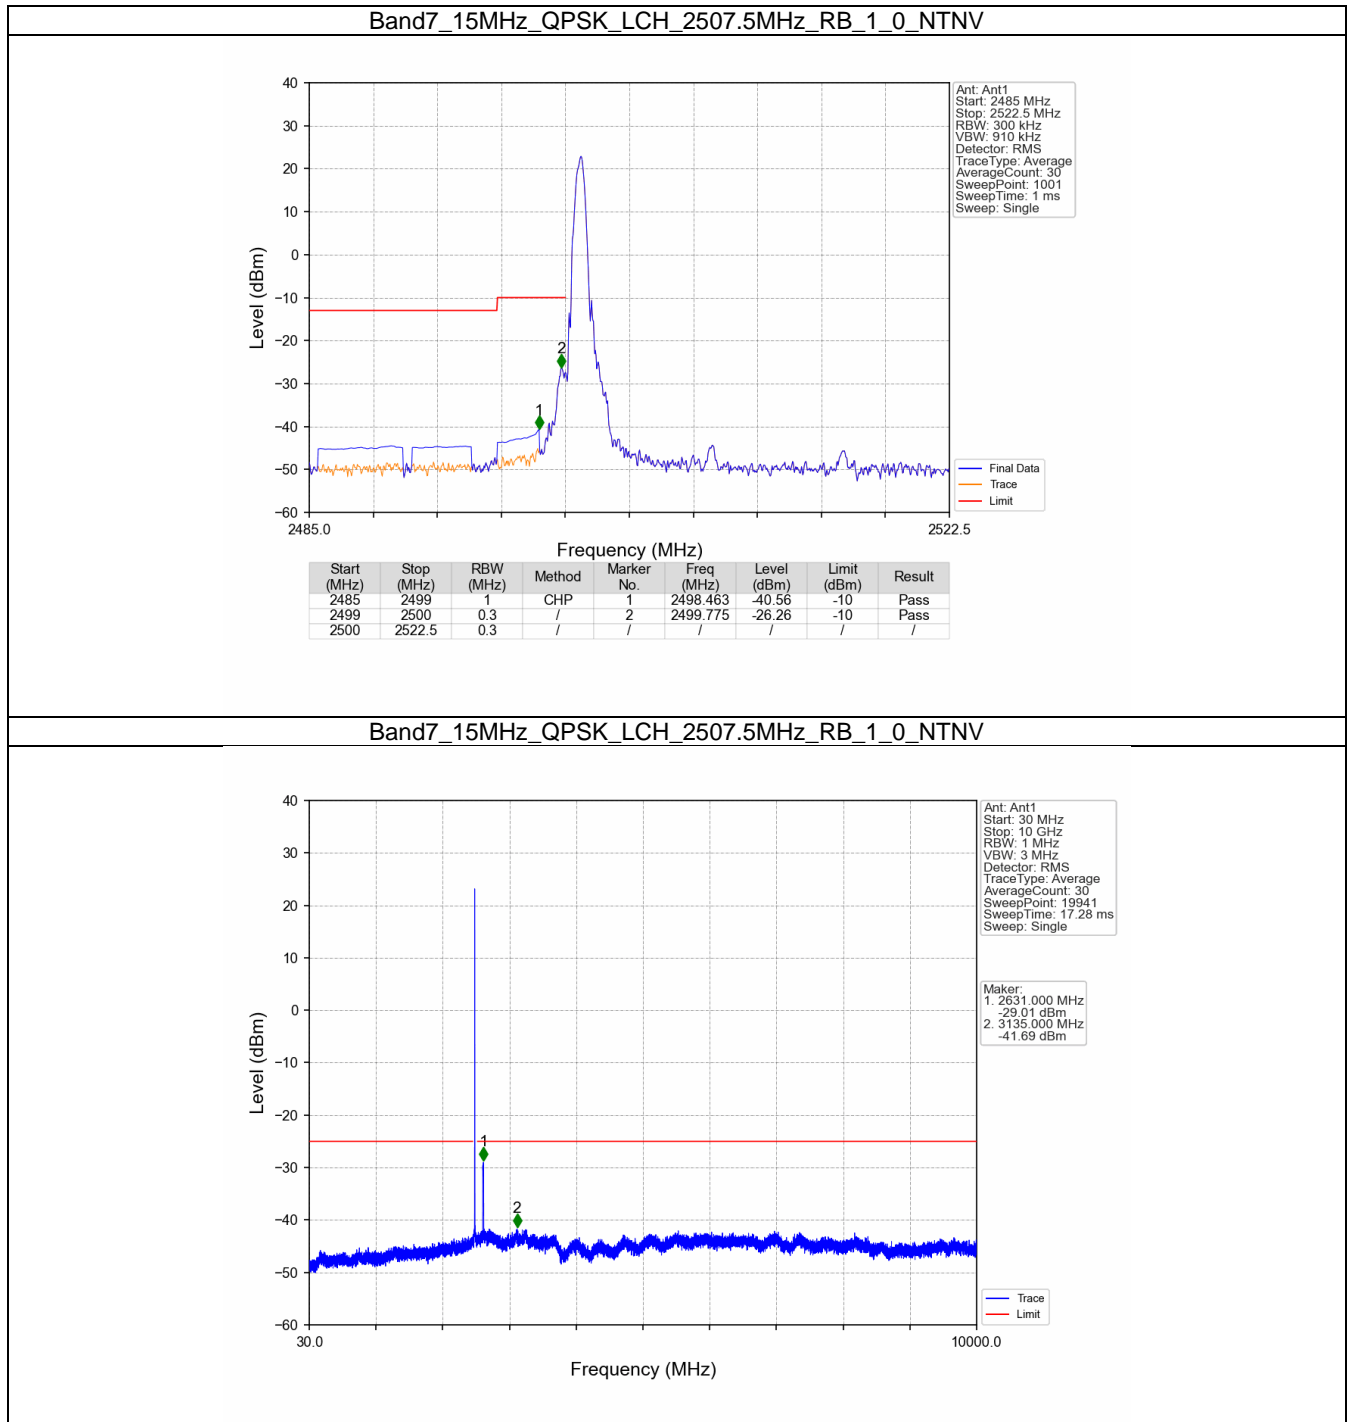 Band7_15MHz_QPSK_LCH_2507.5MHz_RB_1_0_NTNV
40
30
20
10
0
−10
−20
−30
−40
−50
−60
Level (dBm)
2485.0
2522.5
Frequency (MHz)
1
2
Ant: Ant1
Start: 2485 MHz
Stop: 2522.5 MHz
RBW: 300 kHz
VBW: 910 kHz
Detector: RMS
TraceType: Average
AverageCount: 30
SweepPoint: 1001
SweepTime: 1 ms
Sweep: Single
Final Data
Trace
Limit
Start (MHz) Stop (MHz) RBW (MHz) Method Marker No. Freq (MHz) Level (dBm) Limit (dBm) Result
2485 2499 1 CHP 1 2498.463 -40.56 -10 Pass
2499 2500 0.3 / 2 2499.775 -26.26 -10 Pass
2500 2522.5 0.3 / / / / / /
Band7_15MHz_QPSK_LCH_2507.5MHz_RB_1_0_NTNV
40
30
20
10
0
−10
−20
−30
−40
−50
−60
Level (dBm)
30.0
10000.0
Frequency (MHz)
1
2
Ant: Ant1
Start: 30 MHz
Stop: 10 GHz
RBW: 1 MHz
VBW: 3 MHz
Detector: RMS
TraceType: Average
AverageCount: 30
SweepPoint: 19941
SweepTime: 17.28 ms
Sweep: Single
Maker:
1. 2631.000 MHz
-29.01 dBm
2. 3135.000 MHz
-41.69 dBm
Trace
Limit